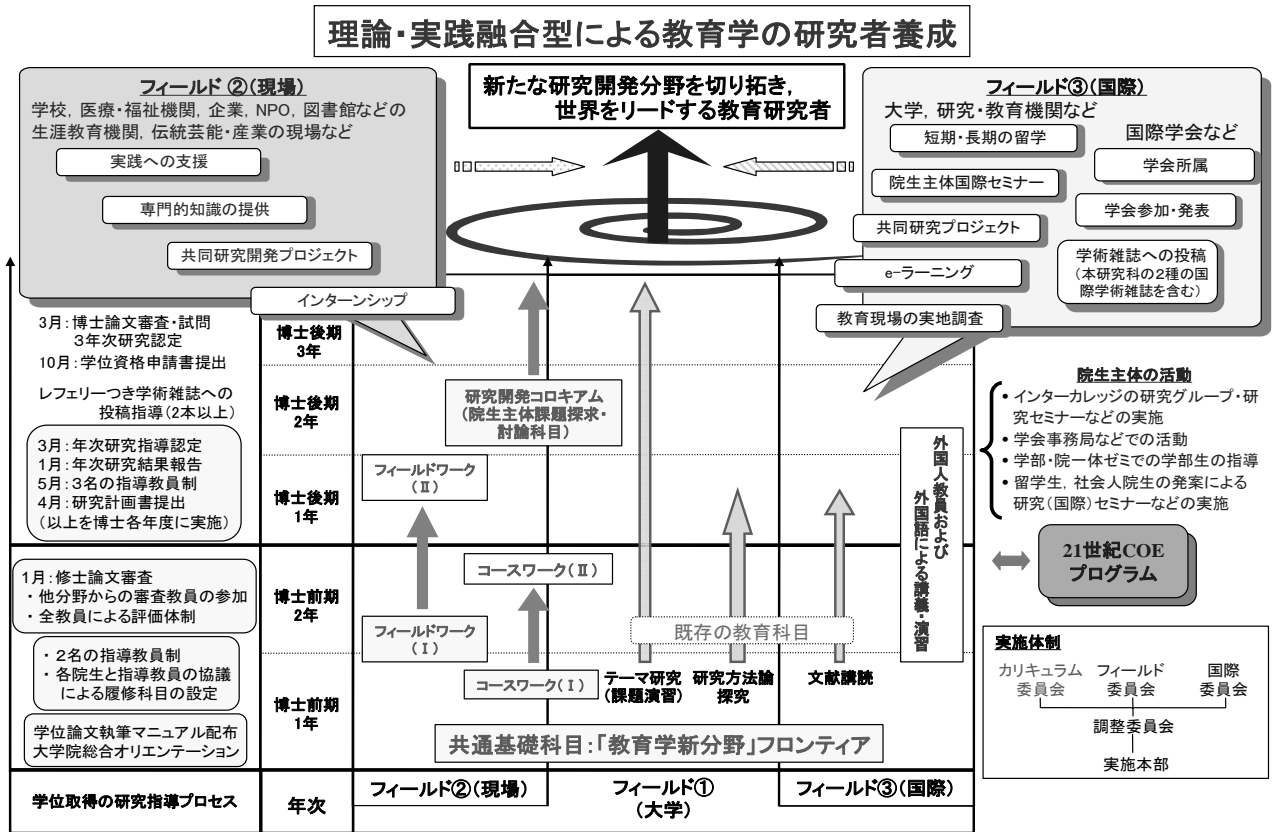 理論・実践融合型による教育学の研究者養成
フィールド ②(現場)
学校, 医療・福祉機関, 企業, NPO, 図書館などの
生涯教育機関, 伝統芸能・産業の現場など
実践への支援
専門的知識の提供
共同研究開発プロジェクト
インターンシップ
新たな研究開発分野を切り拓き,
世界をリードする教育研究者
フィールド③(国際)
大学, 研究・教育機関など
短期・長期の留学
院生主体国際セミナー
共同研究プロジェクト
e-ラーニング
教育現場の実地調査
国際学会など
学会所属
学会参加・発表
学術雑誌への投稿
(本研究科の2種の国
際学術雑誌を含む)
3月:博士論文審査・試問
3年次研究認定
10月:学位資格申請書提出
レフェリーつき学術雑誌への
投稿指導(2本以上)
3月:年次研究指導認定
1月:年次研究結果報告
5月:3名の指導教員制
4月:研究計画書提出
(以上を博士各年度に実施)
1月:修士論文審査
・他分野からの審査教員の参加
・全教員による評価体制
・2名の指導教員制
・各院生と指導教員の協議
による履修科目の設定
学位論文執筆マニュアル配布
大学院総合オリエンテーション
学位取得の研究指導プロセス
博士後期
3年
博士後期
2年
博士後期
1年
博士前期
2年
博士前期
1年
年次
研究開発コロキアム
(院生主体課題探求・
討論科目)
フィールドワーク
(Ⅱ)
コースワーク(Ⅱ)
フィールドワーク
(Ⅰ)
コースワーク(Ⅰ)
既存の教育科目
テーマ研究
(課題演習)
研究方法論
探究
文献講読
外国人教員および
外国語による講義・演習
共通基礎科目:「教育学新分野」フロンティア
フィールド②(現場)
フィールド①
(大学)
フィールド③(国際)
院生主体の活動
• インターカレッジの研究グループ・研
究セミナーなどの実施
• 学会事務局などでの活動
• 学部・院一体ゼミでの学部生の指導
• 留学生, 社会人院生の発案による
研究(国際)セミナーなどの実施
21世紀COE
プログラム
実施体制
カリキュラム
委員会
フィールド
委員会
国際
委員会
調整委員会
実施本部